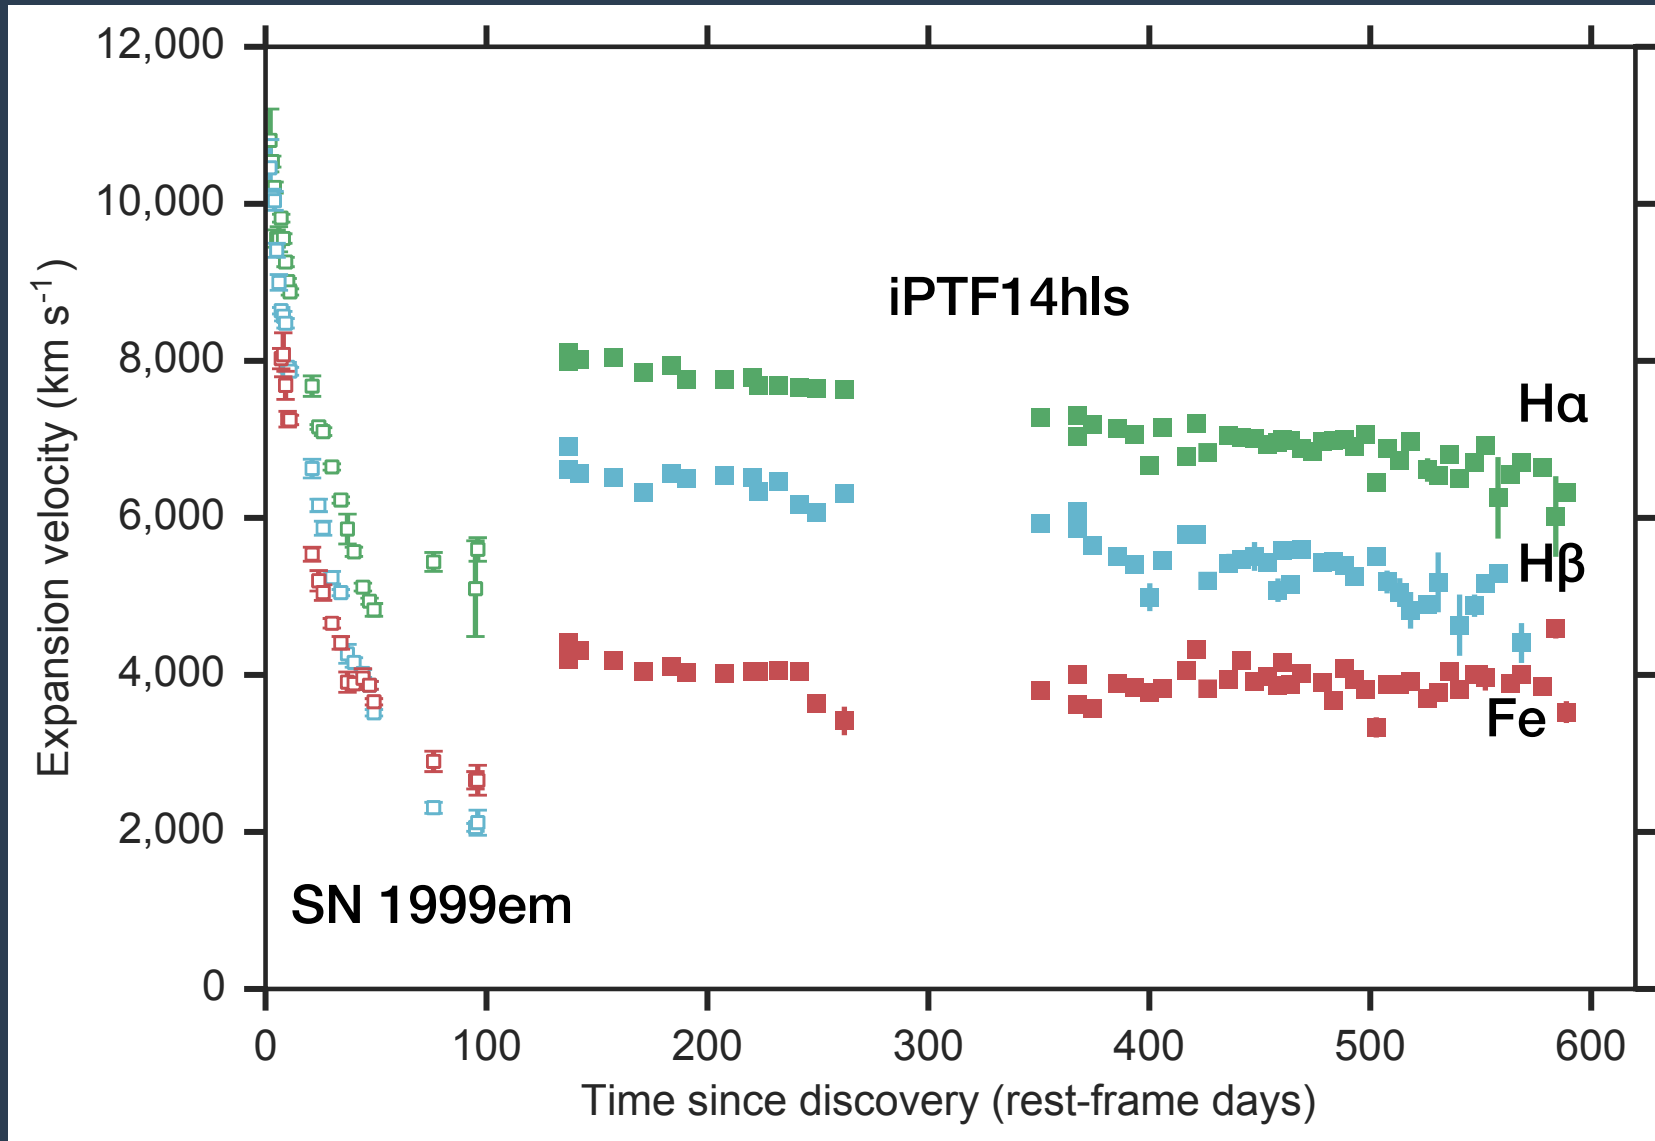 12,000
10,000
8,000
6,000
4,000
2,000
0
Expansion velocity (km s⁻¹)
iPTF14hls
Hα
Hβ
Fe
SN 1999em
0 100 200 300 400 500 600
Time since discovery (rest-frame days)